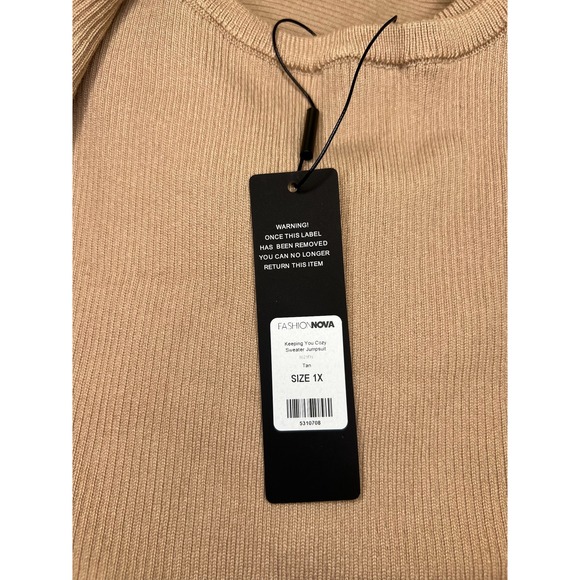 WARNING!
ONCE THIS LABEL
HAS BEEN REMOVED
YOU CAN NO LONGER
RETURN THIS ITEM
FASHIONNOVA
Keeping You Cozy
Sweater Jumpsuit
Tan
SIZE 1X
5310708